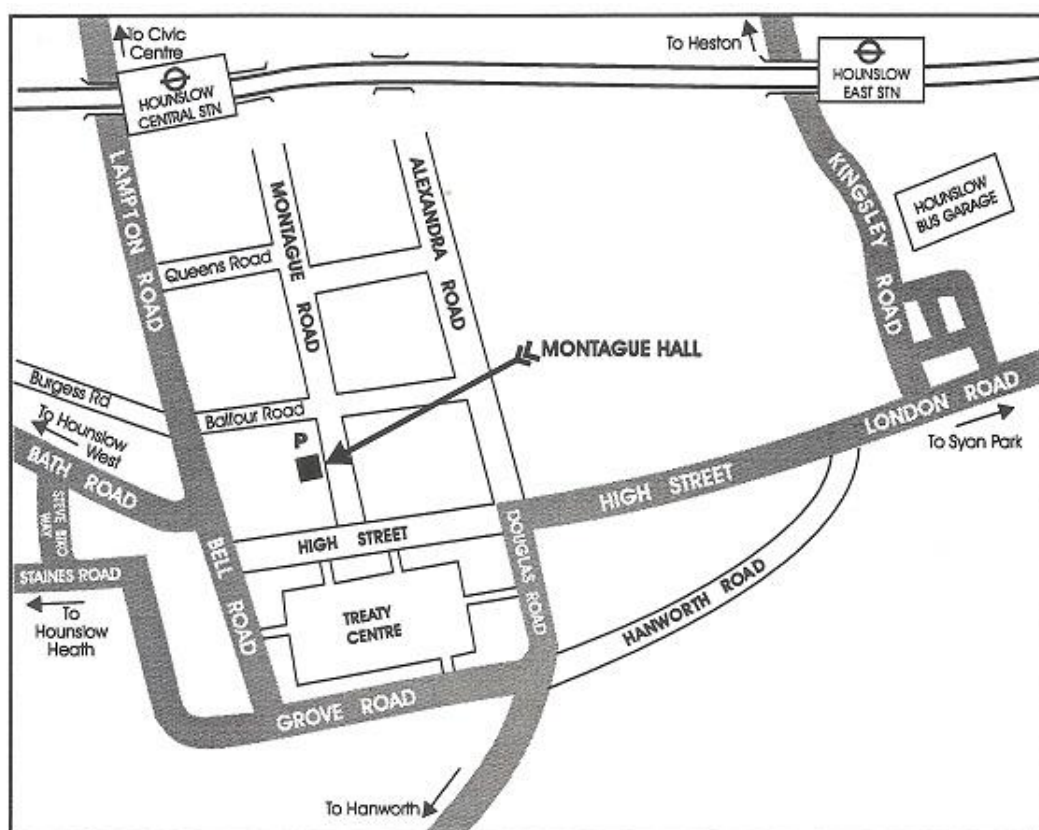 To Civic
Centre
HOUNSLOW
CENTRAL STN
To Heston
HOUNSLOW
EAST STN
HOUNSLOW
BUS GARAGE
LAMPTON ROAD
MONTAGUE ROAD
ALEXANDRA ROAD
KINGSLEY ROAD
Queens Road
MONTAGUE HALL
Burgess Rd
Balfour Road
P
To Hounslow
West
BATH ROAD
LONDON ROAD
To Syon Park
HIGH STREET
STEVE BIKO
WAY
BELL ROAD
HIGH STREET
DOUGLAS ROAD
STAINES ROAD
To
Hounslow
Heath
TREATY
CENTRE
HANWORTH ROAD
GROVE ROAD
To Hanworth